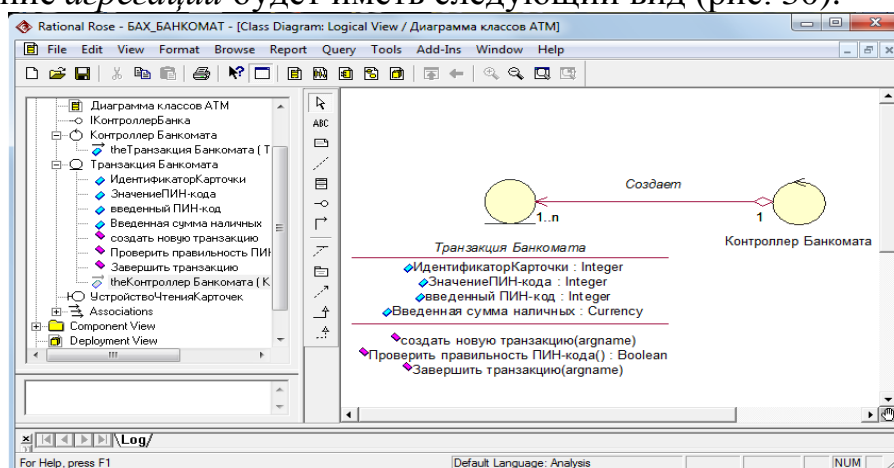 ние агрегации будет иметь следующий вид (рис. 30).
Rational Rose - БАХ_БАНКОМАТ - [Class Diagram: Logical View / Диаграмма классов ATM]
File Edit View Format Browse Report Query Tools Add-Ins Window Help
Диаграмма классов ATM
IКонтроллерБанка
Контроллер Банкомата
theТранзакция Банкомата ( Т
Транзакция Банкомата
ИдентификаторКарточки
ЗначениеПИН-кода
введенный ПИН-код
Введенная сумма наличных
создать новую транзакцию
Проверить правильность ПИН
Завершить транзакцию
theКонтроллер Банкомата ( К
УстройствоЧтенияКарточек
Associations
Component View
Deployment View
ABC
Создает
1..n
1
Контроллер Банкомата
Транзакция Банкомата
ИдентификаторКарточки : Integer
ЗначениеПИН-кода : Integer
введенный ПИН-код : Integer
Введенная сумма наличных : Currency
создать новую транзакцию(argname)
Проверить правильность ПИН-кода() : Boolean
Завершить транзакцию(argname)
Log
For Help, press F1
Default Language: Analysis
NUM